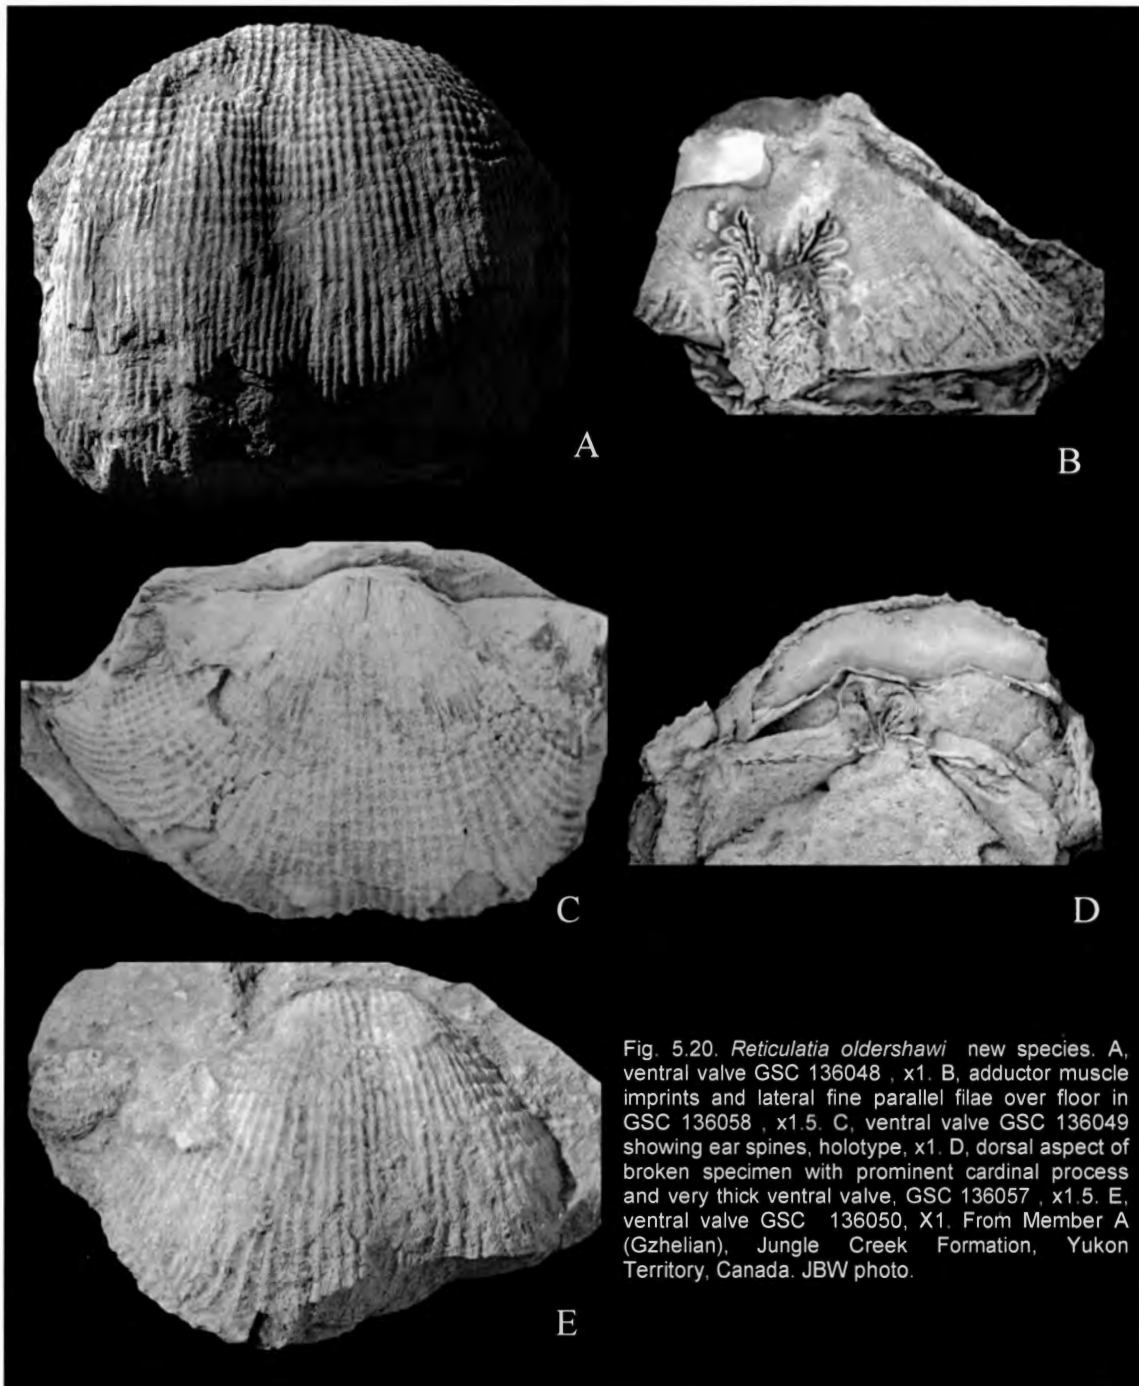 A
B
C
D
E
Fig. 5.20. Reticulatia oldershawi new species. A,
ventral valve GSC 136048 , x1. B, adductor muscle
imprints and lateral fine parallel filae over floor in
GSC 136058 , x1.5. C, ventral valve GSC 136049
showing ear spines, holotype, x1. D, dorsal aspect of
broken specimen with prominent cardinal process
and very thick ventral valve, GSC 136057 , x1.5. E,
ventral valve GSC 136050, X1. From Member A
(Gzhelian), Jungle Creek Formation, Yukon
Territory, Canada. JBW photo.